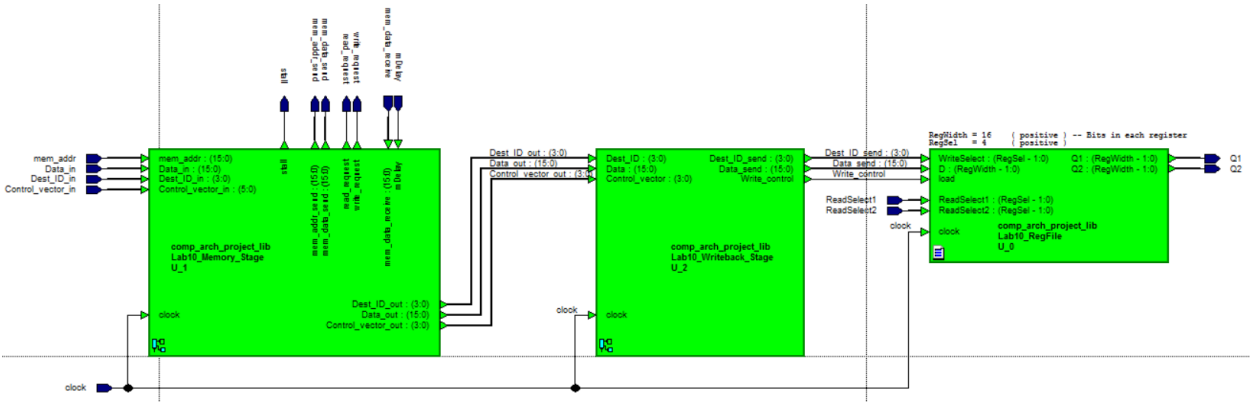 stall
mem_addr_send
mem_data_send
read_request
write_request
mem_data_receive
mDelay
mem_addr
Data_in
Dest_ID_in
Control_vector_in
mem_addr : (15:0)
Data_in : (15:0)
Dest_ID_in : (3:0)
Control_vector_in : (5:0)
stall
mem_addr_send : (15:0)
mem_data_send : (15:0)
read_request
write_request
mem_data_receive : (15:0)
mDelay
comp_arch_project_lib
Lab10_Memory_Stage
U_1
Dest_ID_out : (3:0)
Data_out : (15:0)
Control_vector_out : (3:0)
clock
clock
Dest_ID_out : (3:0)
Data_out : (15:0)
Control_vector_out : (3:0)
Dest_ID : (3:0)
Data : (15:0)
Control_vector : (3:0)
Dest_ID_send : (3:0)
Data_send : (15:0)
Write_control
comp_arch_project_lib
Lab10_Writeback_Stage
U_2
clock
clock
Dest_ID_send : (3:0)
Data_send : (15:0)
Write_control
RegWidth = 16 ( positive ) -- Bits in each register
RegSel = 4 ( positive )
WriteSelect : (RegSel - 1:0)
D : (RegWidth - 1:0)
load
Q1 : (RegWidth - 1:0)
Q2 : (RegWidth - 1:0)
Q1
Q2
ReadSelect1
ReadSelect2
ReadSelect1 : (RegSel - 1:0)
ReadSelect2 : (RegSel - 1:0)
comp_arch_project_lib
Lab10_RegFile
U_0
clock
clock